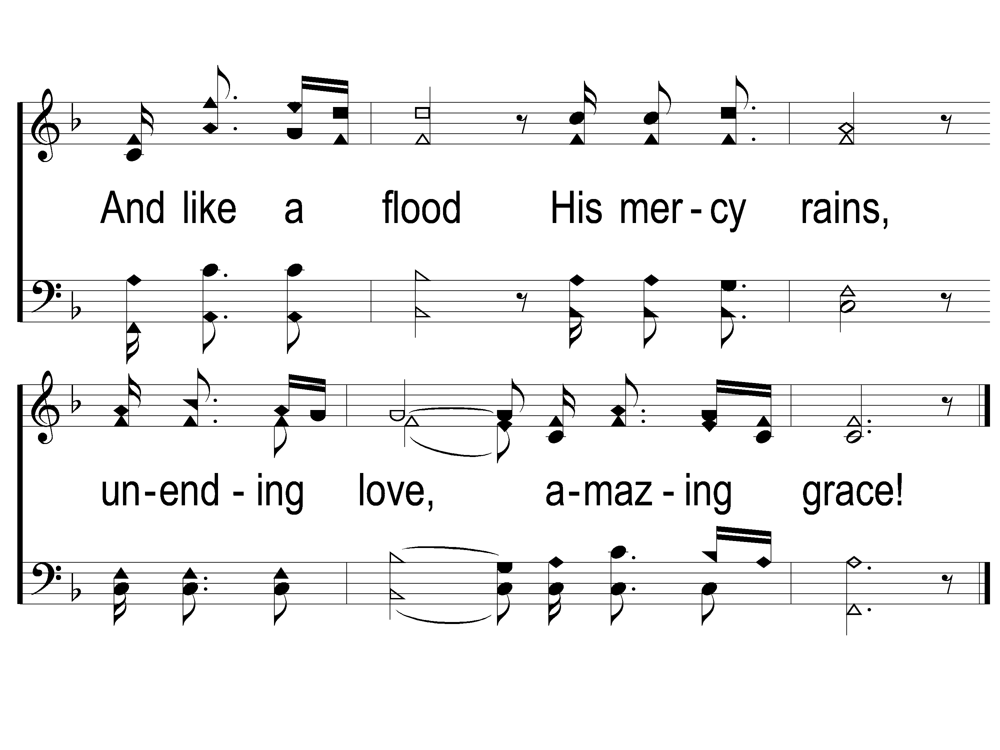 And like a flood His mer - cy rains,
un - end - ing love, a - maz - ing grace!